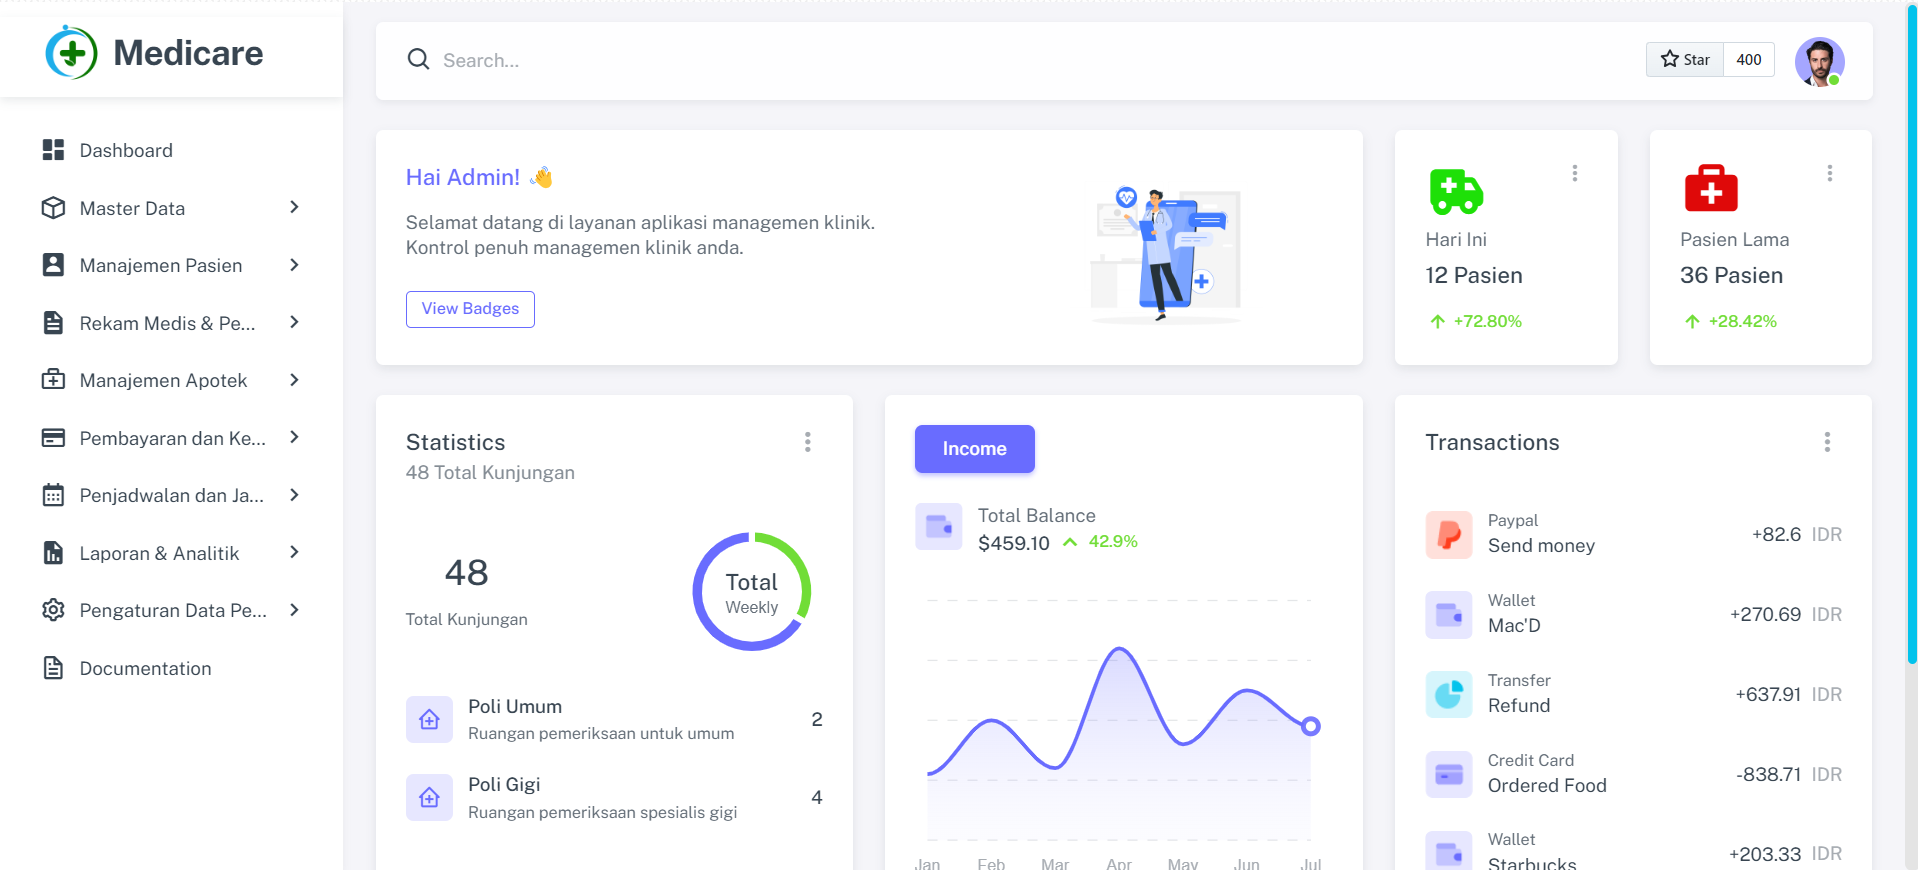 Medicare
Dashboard
Master Data
Manajemen Pasien
Rekam Medis & Pe...
Manajemen Apotek
Pembayaran dan Ke...
Penjadwalan dan Ja...
Laporan & Analitik
Pengaturan Data Pe...
Documentation
Search...
Star
400
Hai Admin! 👋
Selamat datang di layanan aplikasi managemen klinik.
Kontrol penuh managemen klinik anda.
View Badges
Hari Ini
12 Pasien
+72.80%
Pasien Lama
36 Pasien
+28.42%
Statistics
48 Total Kunjungan
48
Total Kunjungan
Total
Weekly
Poli Umum
Ruangan pemeriksaan untuk umum
2
Poli Gigi
Ruangan pemeriksaan spesialis gigi
4
Income
Total Balance
$459.10 42.9%
Jan Feb Mar Apr May Jun Jul
Transactions
Paypal
Send money
+82.6 IDR
Wallet
Mac'D
+270.69 IDR
Transfer
Refund
+637.91 IDR
Credit Card
Ordered Food
-838.71 IDR
Wallet
Starbucks
+203.33 IDR